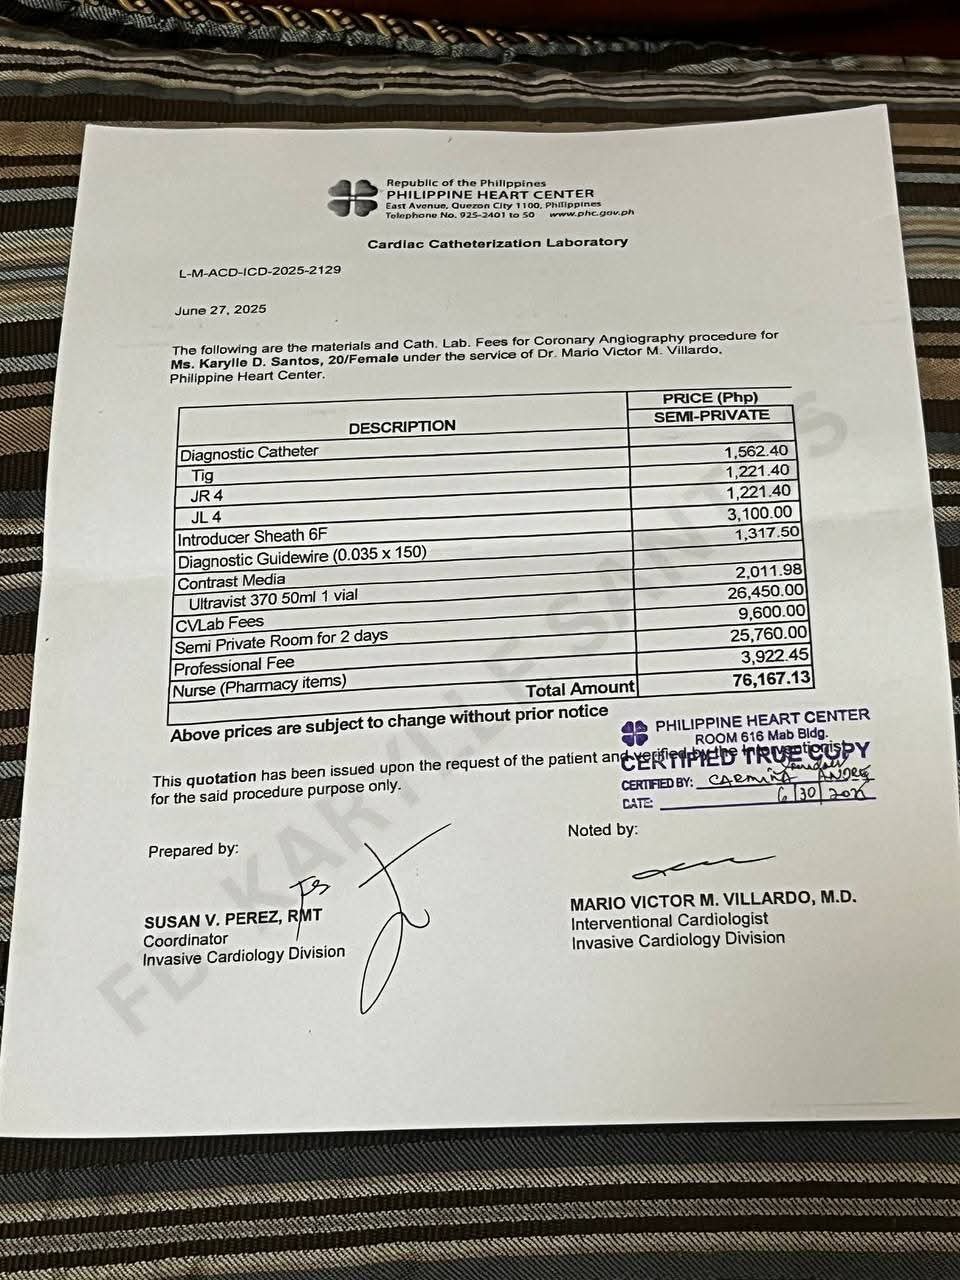 Republic of the Philippines
PHILIPPINE HEART CENTER
East Avenue, Quezon City 1100, Philippines
Telephone No. 925-2401 to 50 www.phc.gov.ph
Cardiac Catheterization Laboratory
L-M-ACD-ICD-2025-2129
June 27, 2025
The following are the materials and Cath. Lab. Fees for Coronary Angiography procedure for
Ms. Karylle D. Santos, 20/Female under the service of Dr. Mario Victor M. Villardo,
Philippine Heart Center.
DESCRIPTION PRICE (Php)
SEMI-PRIVATE
Diagnostic Catheter
Tig 1,562.40
JR 4 1,221.40
JL 4 1,221.40
Introducer Sheath 6F 3,100.00
Diagnostic Guidewire (0.035 x 150) 1,317.50
Contrast Media
Ultravist 370 50ml 1 vial 2,011.98
CVLab Fees 26,450.00
Semi Private Room for 2 days 9,600.00
Professional Fee 25,760.00
Nurse (Pharmacy items) 3,922.45
Total Amount 76,167.13
Above prices are subject to change without prior notice
This quotation has been issued upon the request of the patient and verified by the Interventionist
for the said procedure purpose only.
PHILIPPINE HEART CENTER
ROOM 616 Mab Bldg.
CERTIFIED TRUE COPY
CERTIFIED BY: CARMINA
DATE: 6/30/
Prepared by:
Noted by:
SUSAN V. PEREZ, RMT
Coordinator
Invasive Cardiology Division
MARIO VICTOR M. VILLARDO, M.D.
Interventional Cardiologist
Invasive Cardiology Division
KARYLLE SANTOS